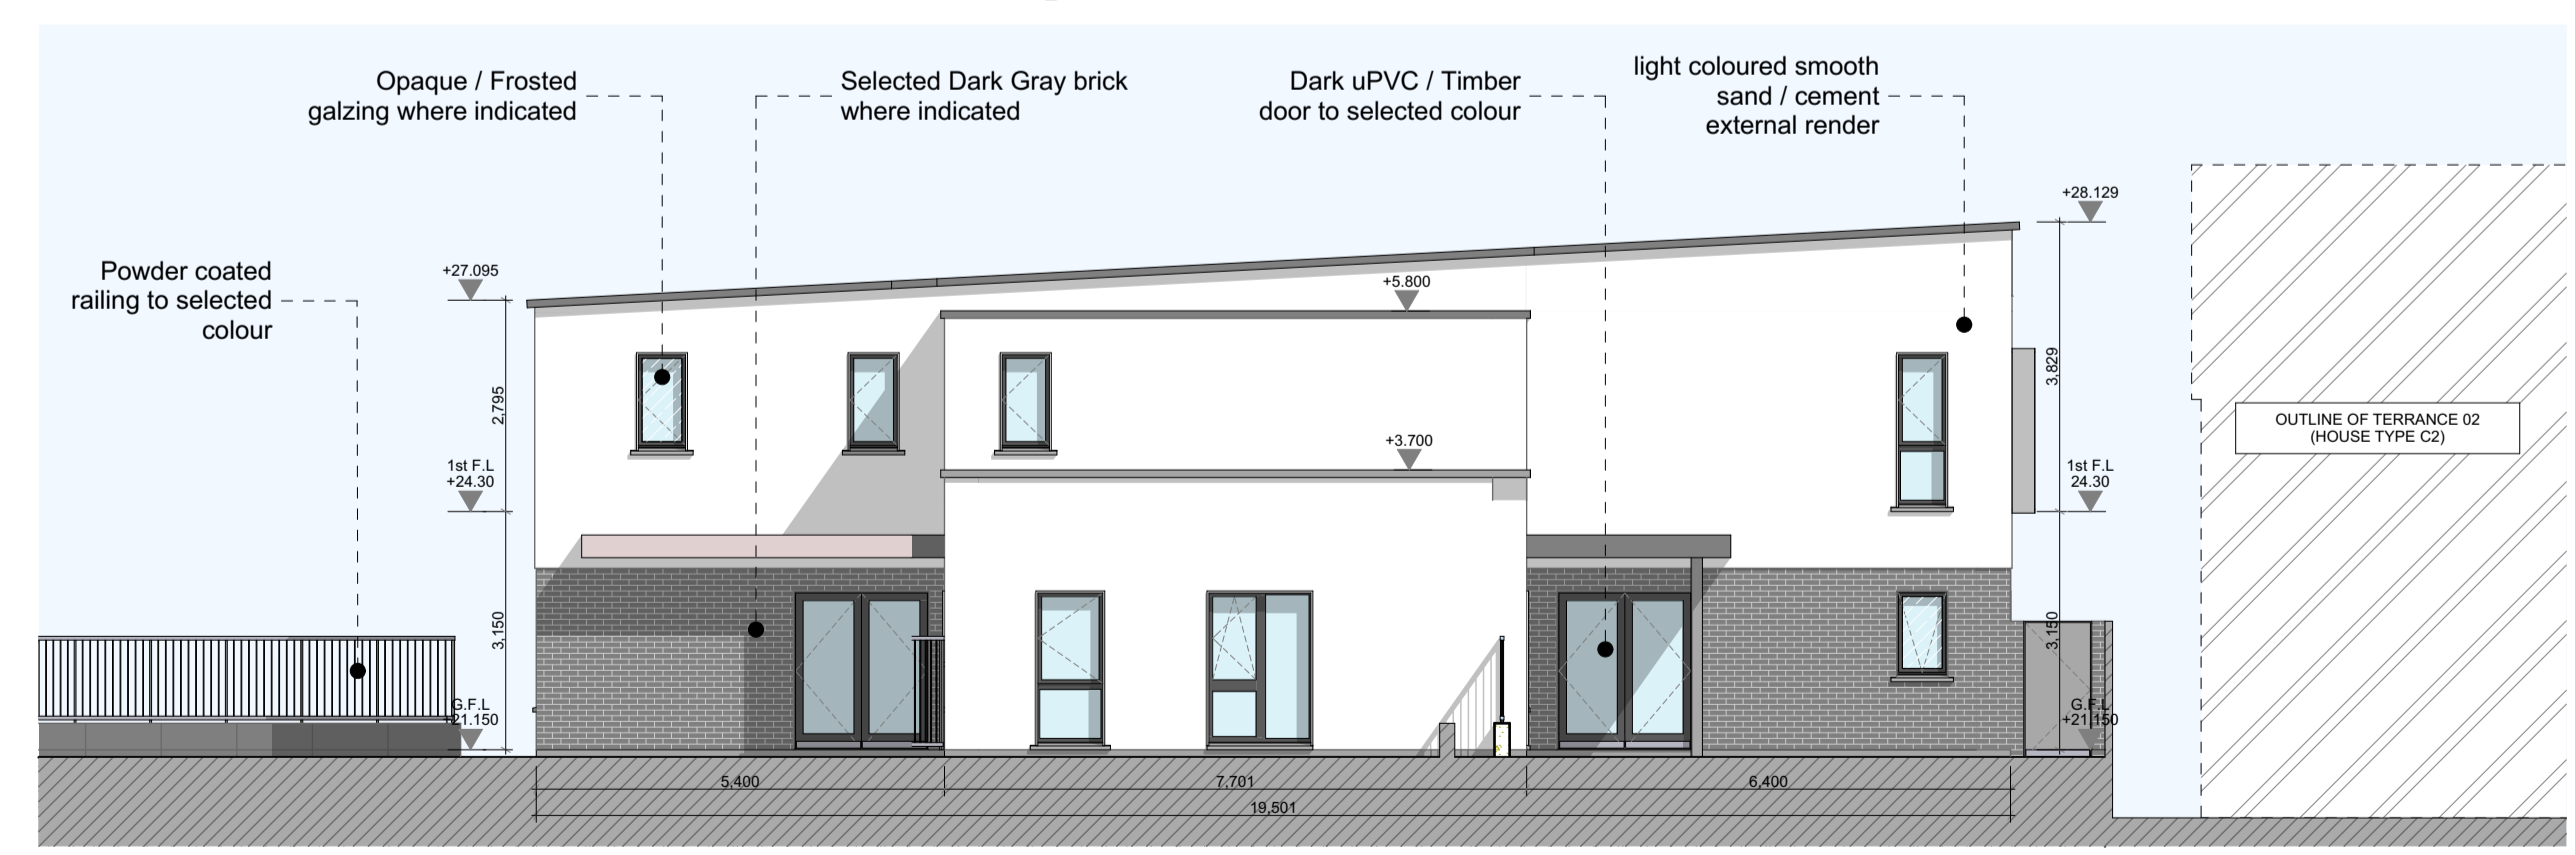 Opaque / Frosted
galzing where indicated
Selected Dark Gray brick
where indicated
Dark uPVC / Timber
door to selected colour
light coloured smooth
sand / cement
external render
Powder coated
railing to selected
colour
+27.095
+28.129
+5.800
+3.700
2,795
3,829
1st F.L
+24.30
1st F.L
24.30
OUTLINE OF TERRANCE 02
(HOUSE TYPE C2)
3,150
3,150
G.F.L
+21.150
G.F.L
+21,150
5,400
7,701
6,400
19,501